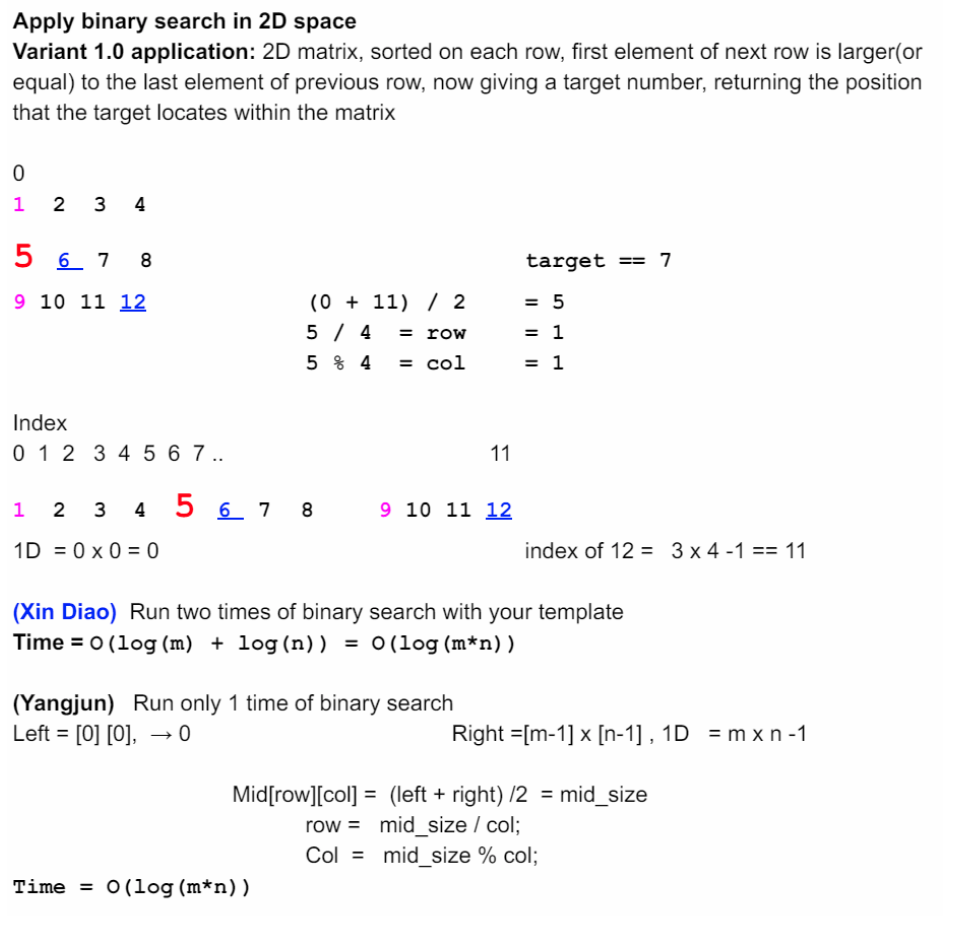 Apply binary search in 2D space
Variant 1.0 application: 2D matrix, sorted on each row, first element of next row is larger(or
equal) to the last element of previous row, now giving a target number, returning the position
that the target locates within the matrix
0
1 2 3 4
5 6 7 8 target == 7
9 10 11 12 (0 + 11) / 2 = 5
5 / 4 = row = 1
5 % 4 = col = 1
Index
0 1 2 3 4 5 6 7 .. 11
1 2 3 4 5 6 7 8 9 10 11 12
1D = 0 x 0 = 0 index of 12 = 3 x 4 -1 == 11
(Xin Diao) Run two times of binary search with your template
Time = O(log(m) + log(n)) = O(log(m*n))
(Yangjun) Run only 1 time of binary search
Left = [0] [0], → 0 Right =[m-1] x [n-1] , 1D = m x n -1
Mid[row][col] = (left + right) /2 = mid_size
row = mid_size / col;
Col = mid_size % col;
Time = O(log(m*n))